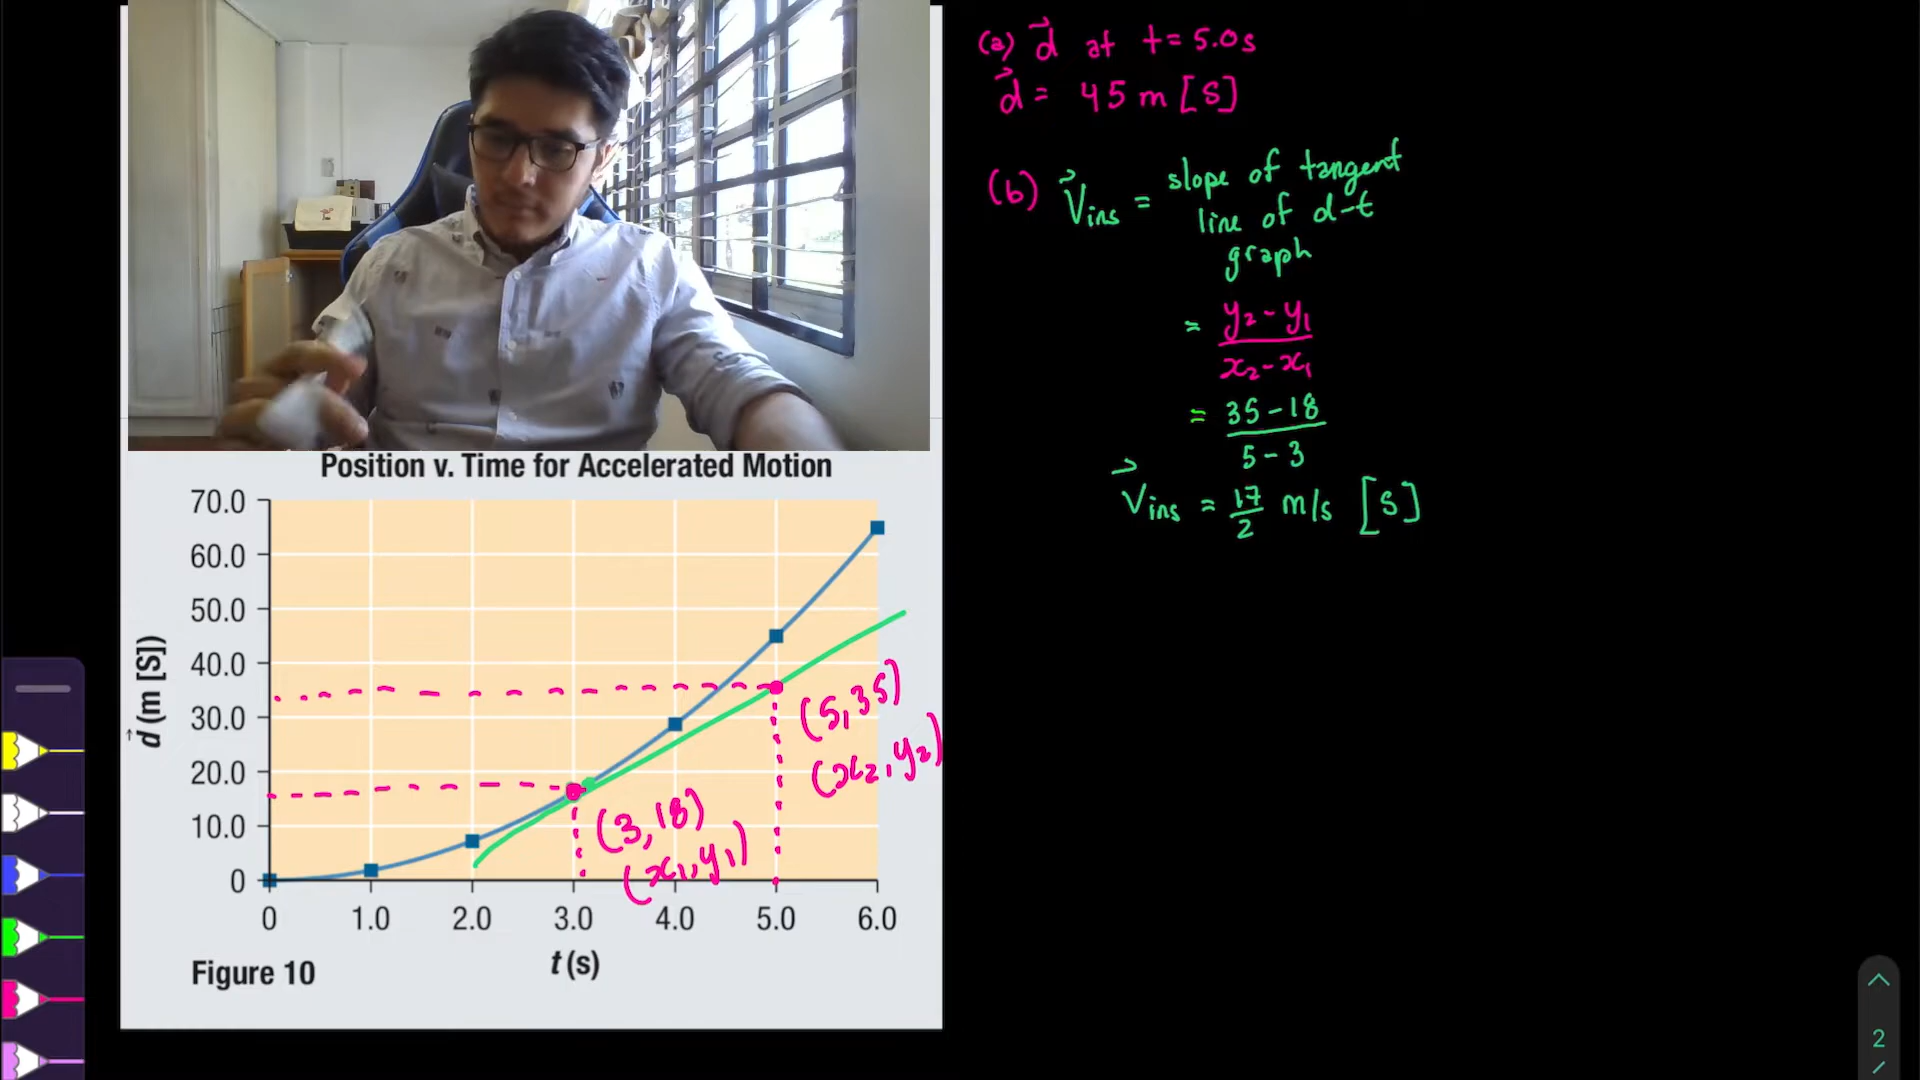 (a) d⃗ at t = 5.0s
d⃗ = 45 m [S]
(b) V⃗ins = slope of tangent
line of d-t
graph
= y₂ - y₁
x₂ - x₁
= 35 - 18
5 - 3
V⃗ins = 17/2 m/s [S]
Position v. Time for Accelerated Motion
70.0
60.0
50.0
40.0
30.0
20.0
10.0
0
d⃗ (m [S])
(5,35)
(x₂,y₂)
(3,18)
(x₁,y₁)
0 1.0 2.0 3.0 4.0 5.0 6.0
t (s)
Figure 10
2